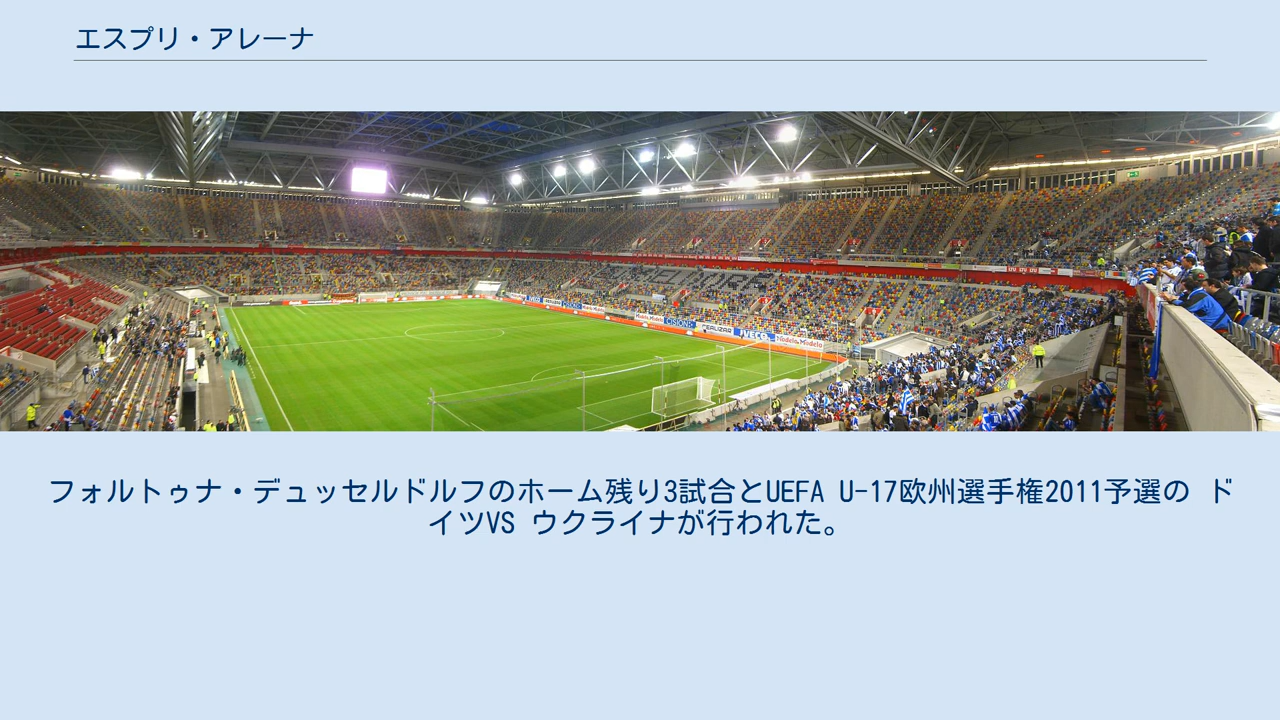 エスプリ・アレーナ
REALIZAR
IVECO
フォルトゥナ・デュッセルドルフのホーム残り3試合とUEFA U-17欧州選手権2011予選の ド
イツVS ウクライナが行われた。